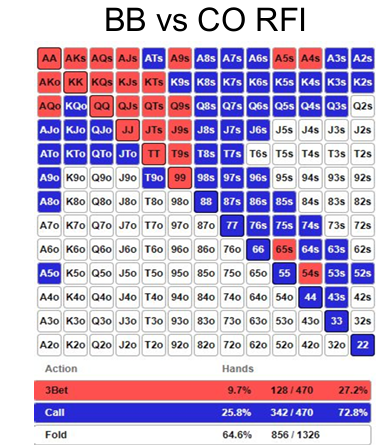 BB vs CO RFI
AA AKs AQs AJs ATs A9s A8s A7s A6s A5s A4s A3s A2s
AKo KK KQs KJs KTs K9s K8s K7s K6s K5s K4s K3s K2s
AQo KQo QQ QJs QTs Q9s Q8s Q7s Q6s Q5s Q4s Q3s Q2s
AJo KJo QJo JJ JTs J9s J8s J7s J6s J5s J4s J3s J2s
ATo KTo QTo JTo TT T9s T8s T7s T6s T5s T4s T3s T2s
A9o K9o Q9o J9o T9o 99 98s 97s 96s 95s 94s 93s 92s
A8o K8o Q8o J8o T8o 98o 88 87s 86s 85s 84s 83s 82s
A7o K7o Q7o J7o T7o 97o 87o 77 76s 75s 74s 73s 72s
A6o K6o Q6o J6o T6o 96o 86o 76o 66 65s 64s 63s 62s
A5o K5o Q5o J5o T5o 95o 85o 75o 65o 55 54s 53s 52s
A4o K4o Q4o J4o T4o 94o 84o 74o 64o 54o 44 43s 42s
A3o K3o Q3o J3o T3o 93o 83o 73o 63o 53o 43o 33 32s
A2o K2o Q2o J2o T2o 92o 82o 72o 62o 52o 42o 32o 22
Action Hands
3Bet 9.7% 128 / 470 27.2%
Call 25.8% 342 / 470 72.8%
Fold 64.6% 856 / 1326